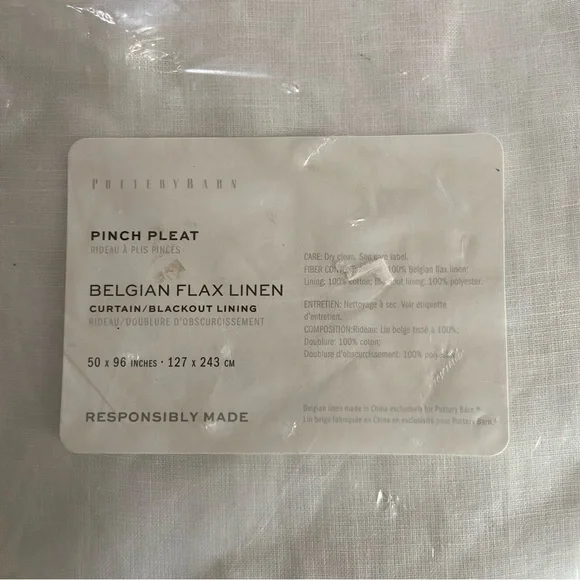 POTTERY BARN
PINCH PLEAT
RIDEAU À PLIS PINCÉS
BELGIAN FLAX LINEN
CURTAIN/BLACKOUT LINING
RIDEAU/DOUBLURE D'OBSCURCISSEMENT
50 X 96 INCHES · 127 X 243 CM
RESPONSIBLY MADE
CARE: Dry clean. See care label.
FIBER 100% Belgian flax linen;
Lining: 100% cotton; Blackout lining: 100% polyester.
ENTRETIEN: Nettoyage à sec. Voir étiquette
d'entretien.
COMPOSITION:Rideau: Lin belge tissé à 100%;
Doublure: 100% coton;
Doublure d'obscurcissement: 100%
Belgian linen made in China exclusively for Pottery Barn.®
Lin belge fabriquée en Chine en exclusivité pour Pottery Barn.